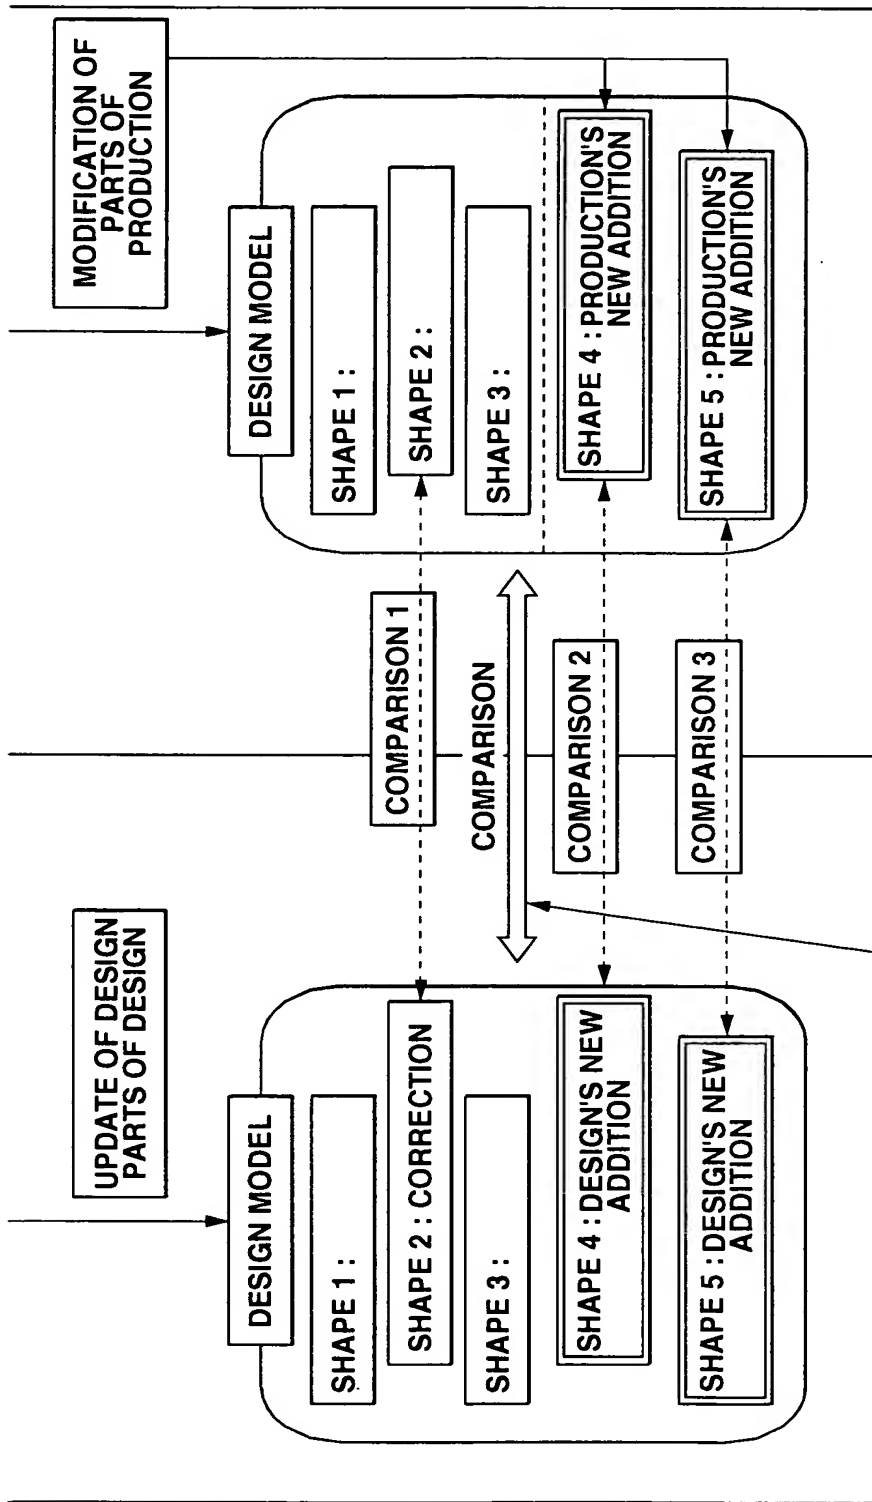 UPDATE OF DESIGN
PARTS OF DESIGN
DESIGN MODEL
SHAPE 1 :
SHAPE 2 : CORRECTION
SHAPE 3 :
SHAPE 4 : DESIGN'S NEW
ADDITION
SHAPE 5 : DESIGN'S NEW
ADDITION
COMPARISON 1
COMPARISON
COMPARISON 2
COMPARISON 3
MODIFICATION OF
PARTS OF
PRODUCTION
DESIGN MODEL
SHAPE 1 :
SHAPE 2 :
SHAPE 3 :
SHAPE 4 : PRODUCTION'S
NEW ADDITION
SHAPE 5 : PRODUCTION'S
NEW ADDITION